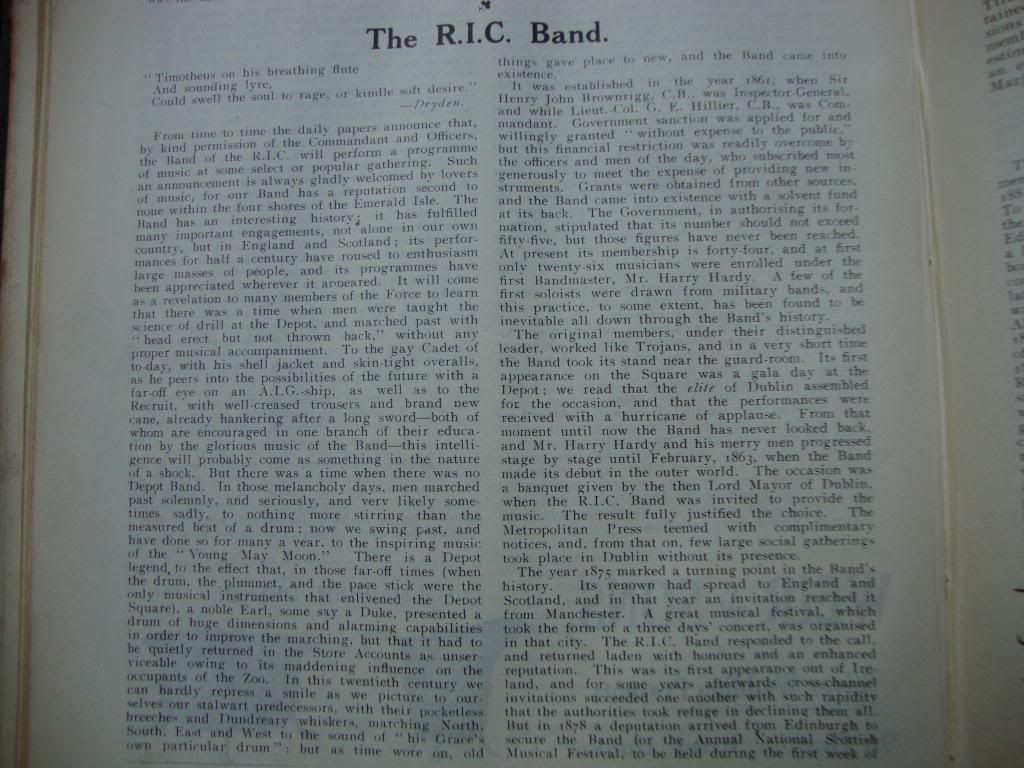 The R.I.C. Band.
"Timotheus on his breathing flute
And sounding lyre,
Could swell the soul to rage, or kindle soft desire."
—Dryden.
From time to time the daily papers announce that,
by kind permission of the Commandant and Officers,
the Band of the R.I.C. will perform a programme
of music at some select or popular gathering. Such
an announcement is always gladly welcomed by lovers
of music, for our Band has a reputation second to
none within the four shores of the Emerald Isle. The
Band has an interesting history; it has fulfilled
many important engagements, not alone in our own
country, but in England and Scotland; its perfor-
mances for half a century have roused to enthusiasm
large masses of people, and its programmes have
been appreciated wherever it appeared. It will come
as a revelation to many members of the Force to learn
that there was a time when men were taught the
science of drill at the Depot, and marched past with
"head erect but not thrown back," without any
proper musical accompaniment. To the gay Cadet of
to-day, with his shell jacket and skin-tight overalls,
as he peers into the possibilities of the future with a
far-off eye on an A.I.G.-ship, as well as to the
Recruit, with well-creased trousers and brand new
cane, already hankering after a long sword—both of
whom are encouraged in one branch of their educa-
tion by the glorious music of the Band—this intelli-
gence will probably come as something in the nature
of a shock. But there was a time when there was no
Depot Band. In those melancholy days, men marched
past solemnly, and seriously, and very likely some-
times sadly, to nothing more stirring than the
measured beat of a drum; now we swing past, and
have done so for many a year, to the inspiring music
of the "Young May Moon." There is a Depot
legend to the effect that, in those far-off times (when
the drum, the plummet, and the pace stick were the
only musical instruments that enlivened the Depot
Square), a noble Earl, some say a Duke, presented a
drum of huge dimensions and alarming capabilities
in order to improve the marching, but that it had to
be quietly returned in the Store Accounts as unser-
viceable owing to its maddening influence on the
occupants of the Zoo. In this twentieth century we
can hardly repress a smile as we picture to our-
selves our stalwart predecessors, with their pocketless
breeches and Dundreary whiskers, marching North,
South, East and West to the sound of "his Grace's
own particular drum"; but as time wore on, old
things gave place to new, and the Band came into
existence.
It was established in the year 1861, when Sir
Henry John Brownrigg, C.B., was Inspector-General,
and while Lieut.-Col. G. E. Hillier, C.B., was Com-
mandant. Government sanction was applied for and
willingly granted "without expense to the public,"
but this financial restriction was readily overcome by
the officers and men of the day, who subscribed most
generously to meet the expense of providing new in-
struments. Grants were obtained from other sources,
and the Band came into existence with a solvent fund
at its back. The Government, in authorising its for-
mation, stipulated that its number should not exceed
fifty-five, but those figures have never been reached.
At present its membership is forty-four, and at first
only twenty-six musicians were enrolled under the
first Bandmaster, Mr. Harry Hardy. A few of the
first soloists were drawn from military bands, and
this practice, to some extent, has been found to be
inevitable all down through the Band's history.
The original members, under their distinguished
leader, worked like Trojans, and in a very short time
the Band took its stand near the guard-room. Its first
appearance on the Square was a gala day at the
Depot; we read that the elite of Dublin assembled
for the occasion, and that the performances were
received with a hurricane of applause. From that
moment until now the Band has never looked back,
and Mr. Harry Hardy and his merry men progressed
stage by stage until February, 1863, when the Band
made its debut in the outer world. The occasion was
a banquet given by the then Lord Mayor of Dublin,
when the R.I.C. Band was invited to provide the
music. The result fully justified the choice. The
Metropolitan Press teemed with complimentary
notices, and, from that on, few large social gatherings
took place in Dublin without its presence.
The year 1875 marked a turning point in the Band's
history. Its renown had spread to England and
Scotland, and in that year an invitation reached it
from Manchester. A great musical festival, which
took the form of a three days' concert, was organised
in that city. The R.I.C. Band responded to the call,
and returned laden with honours and an enhanced
reputation. This was its first appearance out of Ire-
land, and for some years afterwards cross-channel
invitations succeeded one another with such rapidity
that the authorities took refuge in declining them all.
But in 1878 a deputation arrived from Edinburgh to
secure the Band for the Annual National Scottish
Musical Festival, to be held during the first week of